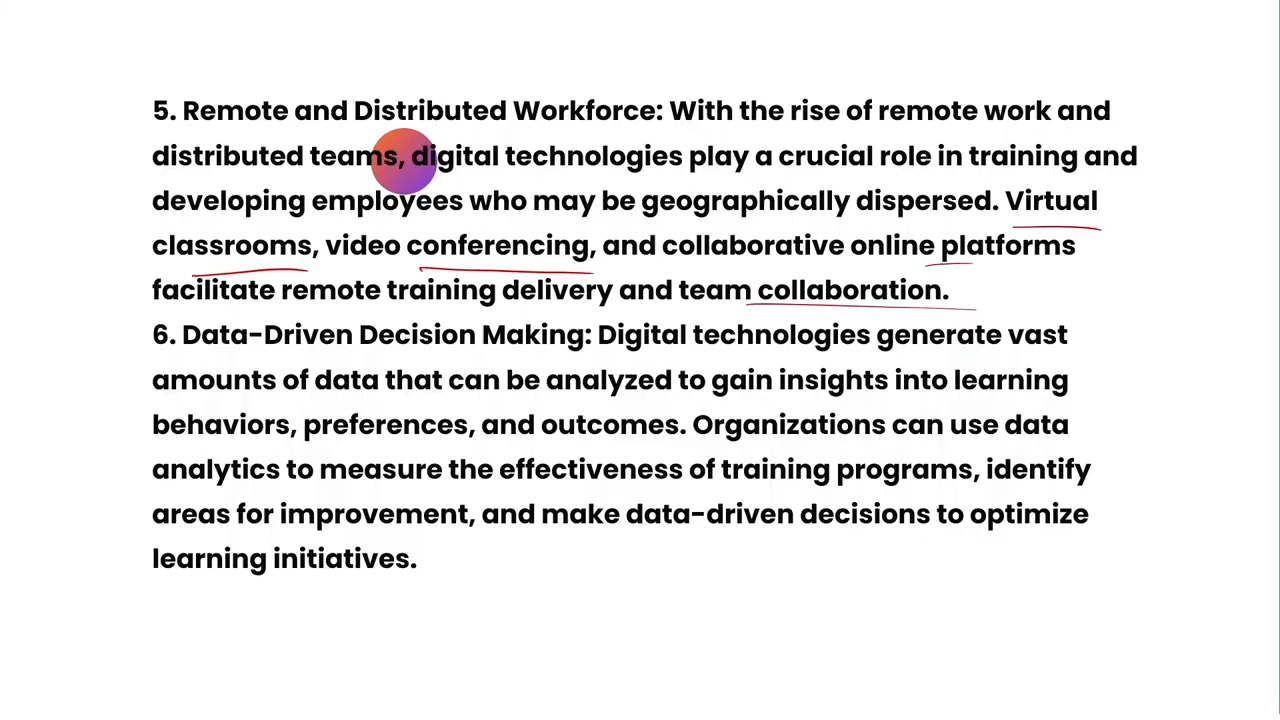 5. Remote and Distributed Workforce: With the rise of remote work and
distributed teams, digital technologies play a crucial role in training and
developing employees who may be geographically dispersed. Virtual
classrooms, video conferencing, and collaborative online platforms
facilitate remote training delivery and team collaboration.
6. Data-Driven Decision Making: Digital technologies generate vast
amounts of data that can be analyzed to gain insights into learning
behaviors, preferences, and outcomes. Organizations can use data
analytics to measure the effectiveness of training programs, identify
areas for improvement, and make data-driven decisions to optimize
learning initiatives.